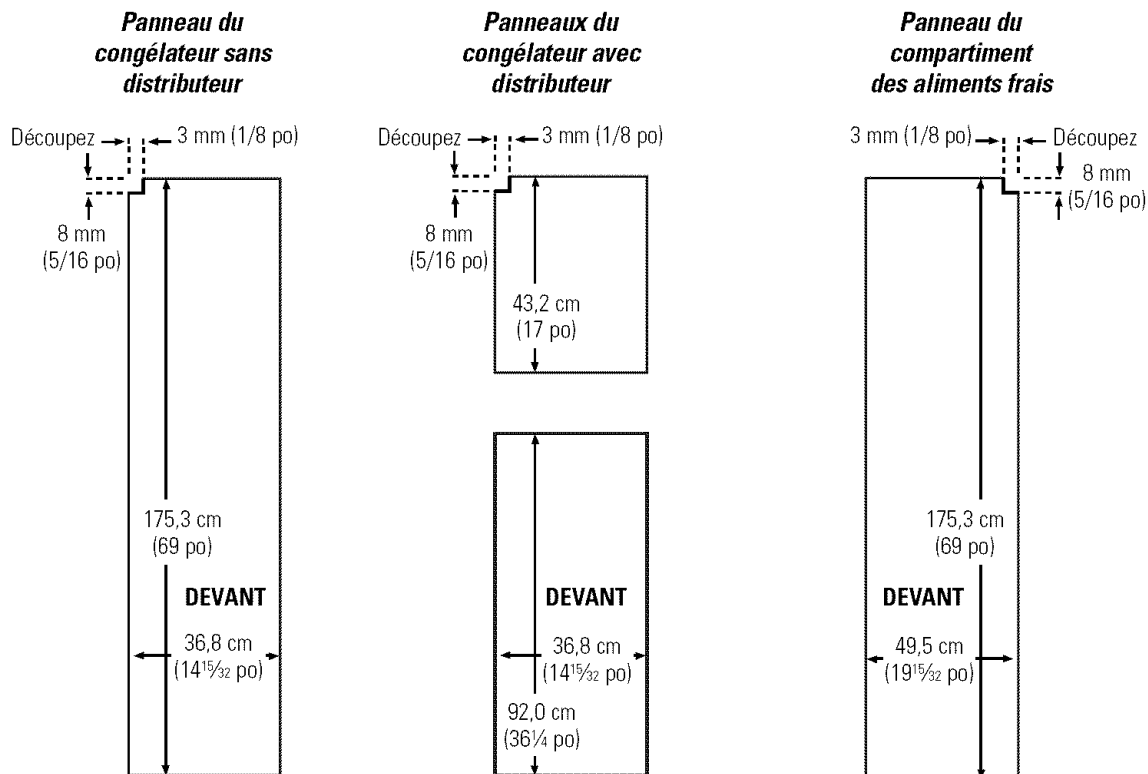 Panneau du
congélateur sans
distributeur
Découpez
3 mm (1/8 po)
8 mm
(5/16 po)
175,3 cm
(69 po)
DEVANT
36,8 cm
(14 15/32 po)
Panneaux du
congélateur avec
distributeur
Découpez
3 mm (1/8 po)
8 mm
(5/16 po)
43,2 cm
(17 po)
DEVANT
36,8 cm
(14 15/32 po)
92,0 cm
(36 1/4 po)
Panneau du
compartiment
des aliments frais
3 mm (1/8 po)
Découpez
8 mm
(5/16 po)
175,3 cm
(69 po)
DEVANT
49,5 cm
(19 15/32 po)